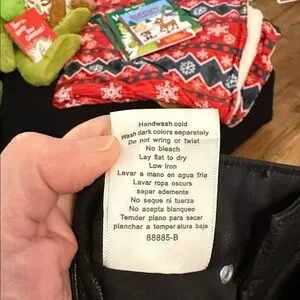 Handwash cold
Wash dark colors separately
Do not wring or twist
No bleach
Lay flat to dry
Low iron
Lavar a mano en agua fria
Lavar ropa oscurs
separ ademente
No seque ni tuerza
No acepta blanqueo
Temder plano para secar
planchar a temperatura baja
88885-B